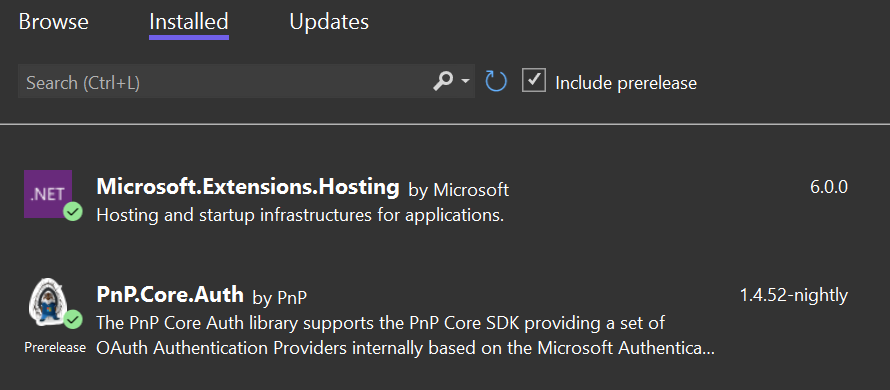 Browse Installed Updates
Search (Ctrl+L) Include prerelease
.NET Microsoft.Extensions.Hosting by Microsoft 6.0.0
Hosting and startup infrastructures for applications.
PnP.Core.Auth by PnP 1.4.52-nightly
The PnP Core Auth library supports the PnP Core SDK providing a set of
Prerelease OAuth Authentication Providers internally based on the Microsoft Authentica...